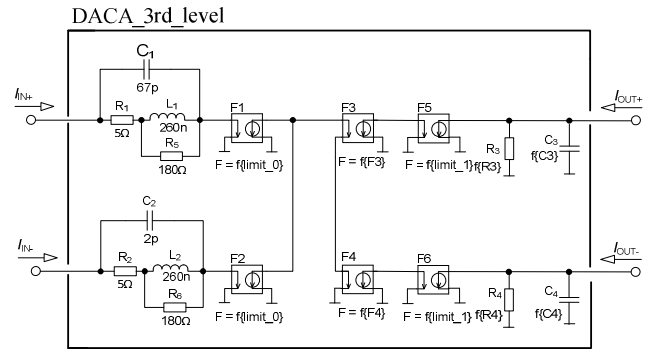 DACA_3rd_level
C1
67p
IIN+
R1
5Ω
L1
260n
R5
180Ω
F1
F = f{limit_0}
F3
F = f{F3}
F5
F = f{limit_1}
R3
f{R3}
C3
f{C3}
IOUT+
C2
2p
IIN-
R2
5Ω
L2
260n
R6
180Ω
F2
F = f{limit_0}
F4
F = f{F4}
F6
F = f{limit_1}
R4
f{R4}
C4
f{C4}
IOUT-